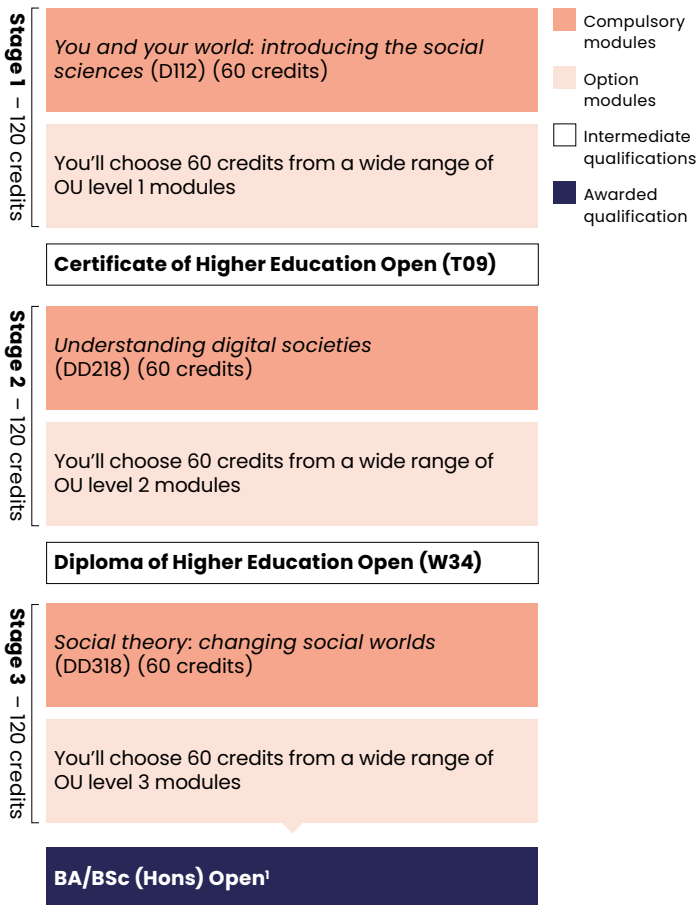 Stage 1 – 120 credits
You and your world: introducing the social
sciences (D112) (60 credits)
You’ll choose 60 credits from a wide range of
OU level 1 modules
Certificate of Higher Education Open (T09)
Stage 2 – 120 credits
Understanding digital societies
(DD218) (60 credits)
You’ll choose 60 credits from a wide range of
OU level 2 modules
Diploma of Higher Education Open (W34)
Stage 3 – 120 credits
Social theory: changing social worlds
(DD318) (60 credits)
You’ll choose 60 credits from a wide range of
OU level 3 modules
BA/BSc (Hons) Open¹
Compulsory
modules
Option
modules
Intermediate
qualifications
Awarded
qualification